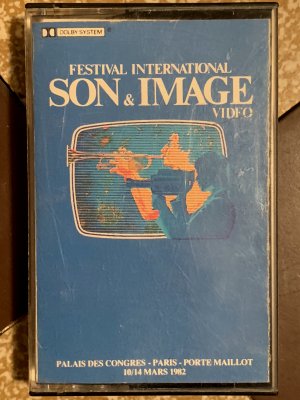 DOLBY SYSTEM
FESTIVAL INTERNATIONAL
SON & IMAGE
VIDEO
PALAIS DES CONGRES - PARIS - PORTE MAILLOT
10/14 MARS 1982